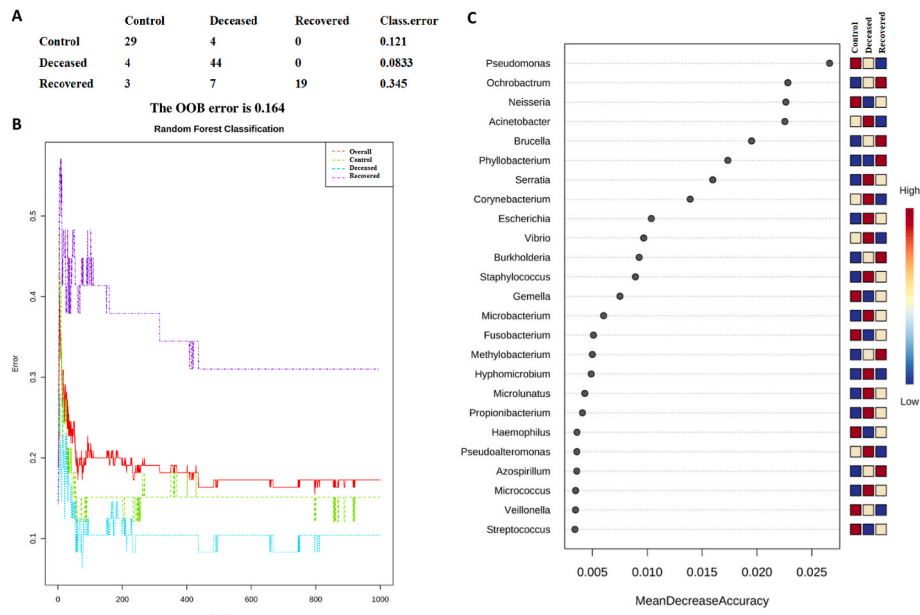 A
Control Deceased Recovered Class.error
Control 29 4 0 0.121
Deceased 4 44 0 0.0833
Recovered 3 7 19 0.345
The OOB error is 0.164
B
Random Forest Classification
Overall
Control
Deceased
Recovered
Error
0.5
0.4
0.3
0.2
0.1
0 200 400 600 800 1000
C
Control Deceased Recovered
Pseudomonas
Ochrobactrum
Neisseria
Acinetobacter
Brucella
Phyllobacterium
Serratia
Corynebacterium
Escherichia
Vibrio
Burkholderia
Staphylococcus
Gemella
Microbacterium
Fusobacterium
Methylobacterium
Hyphomicrobium
Microlunatus
Propionibacterium
Haemophilus
Pseudoalteromonas
Azospirillum
Micrococcus
Veillonella
Streptococcus
0.005 0.010 0.015 0.020 0.025
MeanDecreaseAccuracy
High
Low